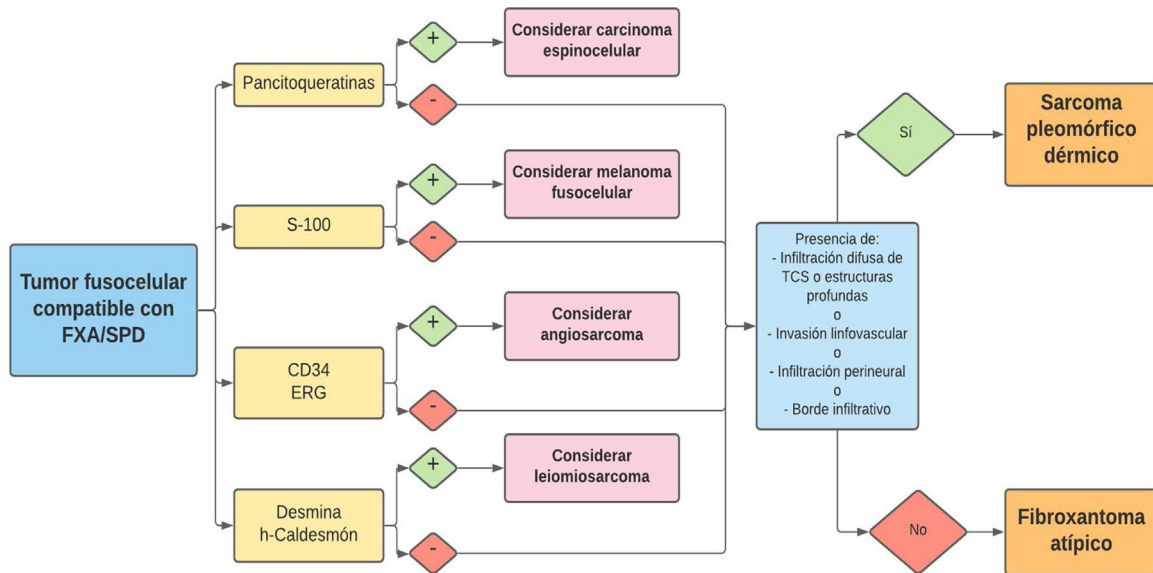 Tumor fusocelular
compatible con
FXA/SPD
Pancitoqueratinas
+
Considerar carcinoma
espinocelular
-
S-100
+
Considerar melanoma
fusocelular
-
CD34
ERG
+
Considerar
angiosarcoma
-
Desmina
h-Caldesmón
+
Considerar
leiomiosarcoma
-
Presencia de:
- Infiltración difusa de
TCS o estructuras
profundas
o
- Invasión linfovascular
o
- Infiltración perineural
o
- Borde infiltrativo
Sí
Sarcoma
pleomórfico
dérmico
No
Fibroxantoma
atípico